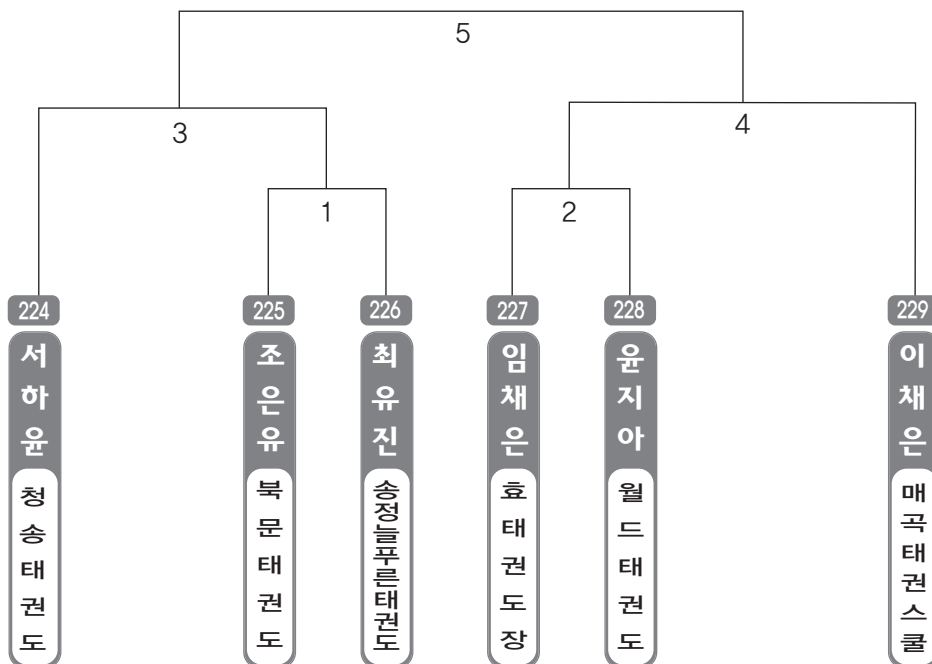 5
3
4
1
2
224
서하윤
청송태권도
225
조은유
북문태권도
226
최유진
송정늘푸른태권도
227
임채은
효태권도장
228
윤지아
월드태권도
229
이채은
매곡태권스쿨